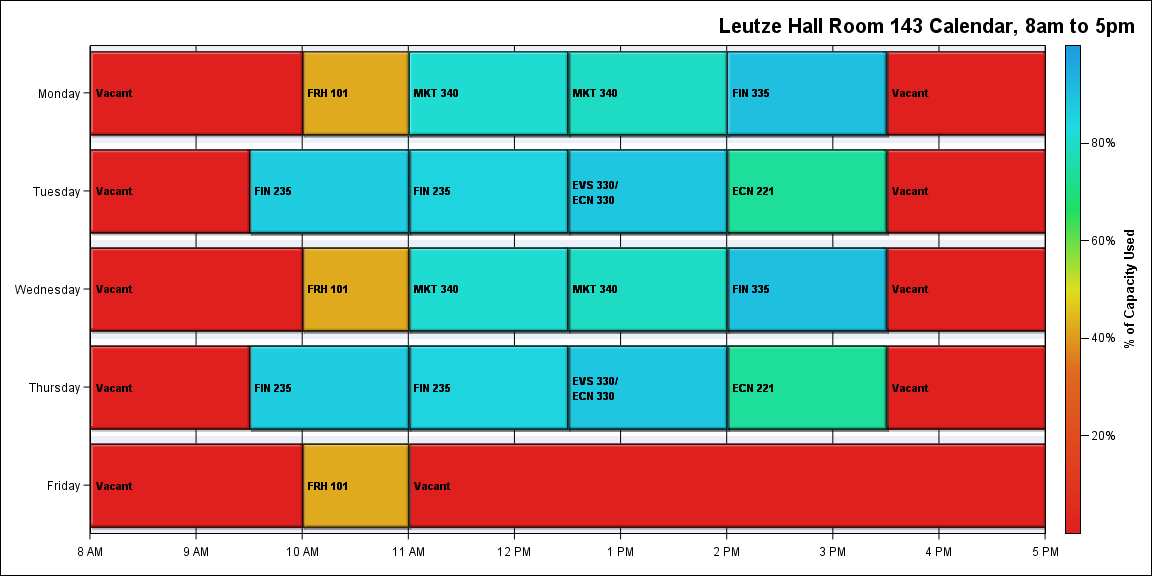 Leutze Hall Room 143 Calendar, 8am to 5pm
Monday
Vacant
FRH 101
MKT 340
MKT 340
FIN 335
Vacant
Tuesday
Vacant
FIN 235
FIN 235
EVS 330/
ECN 330
ECN 221
Vacant
Wednesday
Vacant
FRH 101
MKT 340
MKT 340
FIN 335
Vacant
Thursday
Vacant
FIN 235
FIN 235
EVS 330/
ECN 330
ECN 221
Vacant
Friday
Vacant
FRH 101
Vacant
8 AM
9 AM
10 AM
11 AM
12 PM
1 PM
2 PM
3 PM
4 PM
5 PM
80%
60%
40%
20%
% of Capacity Used